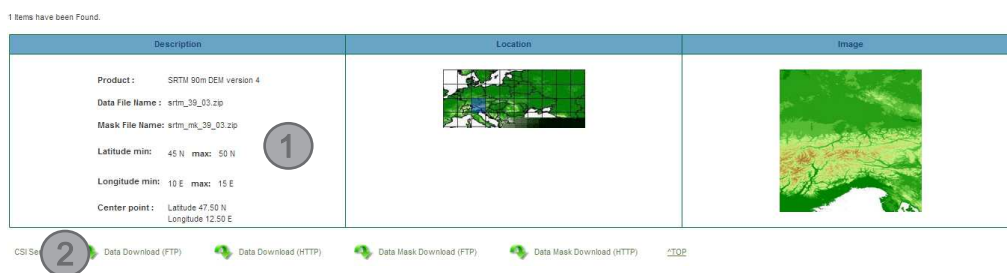 1 Items have been Found.
Description Location Image
Product : SRTM 90m DEM version 4
Data File Name : srtm_39_03.zip
Mask File Name: srtm_mk_39_03.zip
Latitude min: 45 N max: 50 N
1
Longitude min: 10 E max: 15 E
Center point : Latitude 47.50 N
Longitude 12.50 E
CSI 2 Data Download (FTP) Data Download (HTTP) Data Mask Download (FTP) Data Mask Download (HTTP) ^TOP